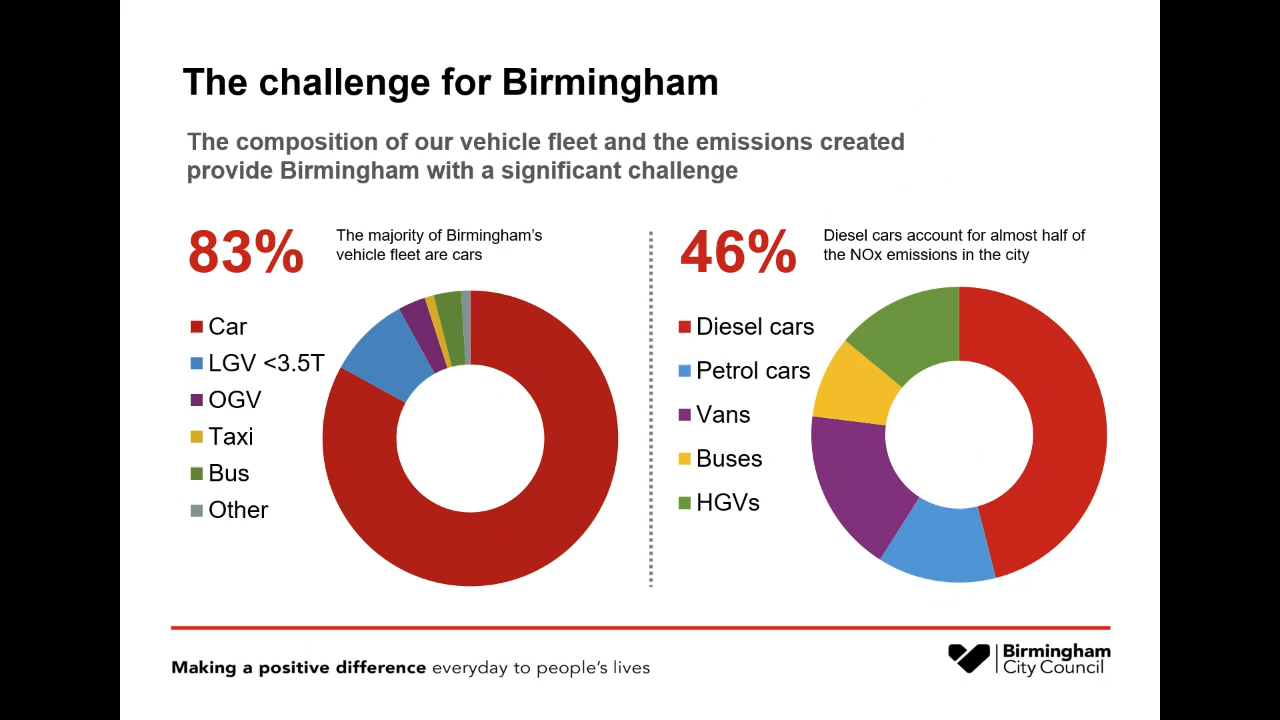 The challenge for Birmingham
The composition of our vehicle fleet and the emissions created
provide Birmingham with a significant challenge
83%
The majority of Birmingham's
vehicle fleet are cars
Car
LGV <3.5T
OGV
Taxi
Bus
Other
46%
Diesel cars account for almost half of
the NOx emissions in the city
Diesel cars
Petrol cars
Vans
Buses
HGVs
Making a positive difference everyday to people's lives
Birmingham
City Council